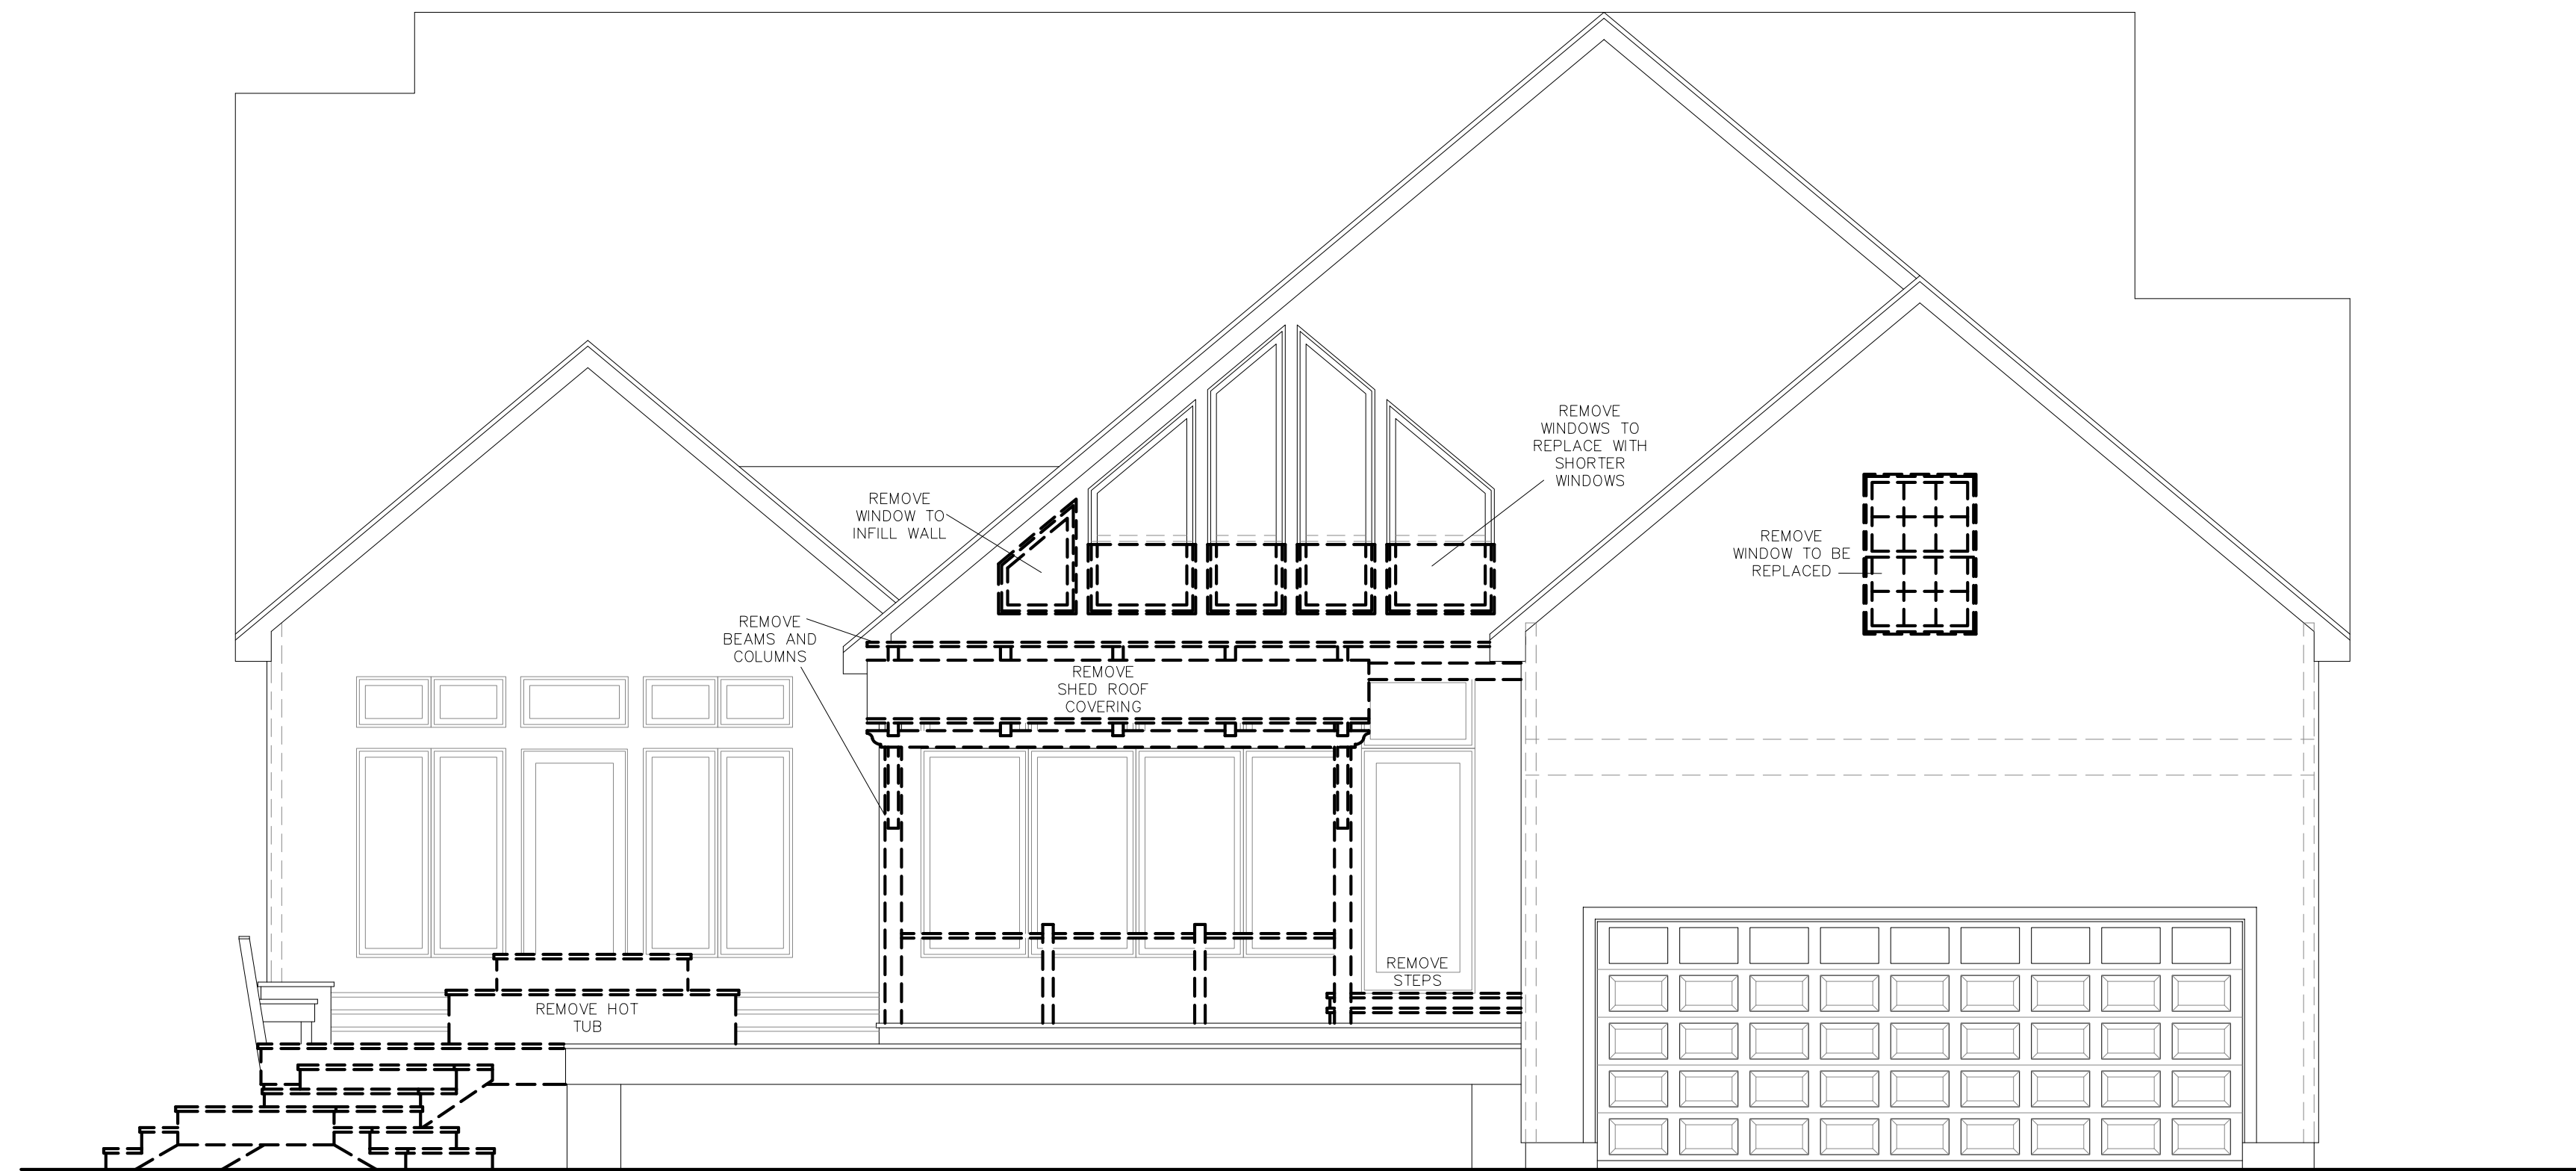 REMOVE
WINDOWS TO
REPLACE WITH
SHORTER
WINDOWS
REMOVE
WINDOW TO
INFILL WALL
REMOVE
WINDOW TO BE
REPLACED
REMOVE
BEAMS AND
COLUMNS
REMOVE
SHED ROOF
COVERING
REMOVE
STEPS
REMOVE HOT
TUB